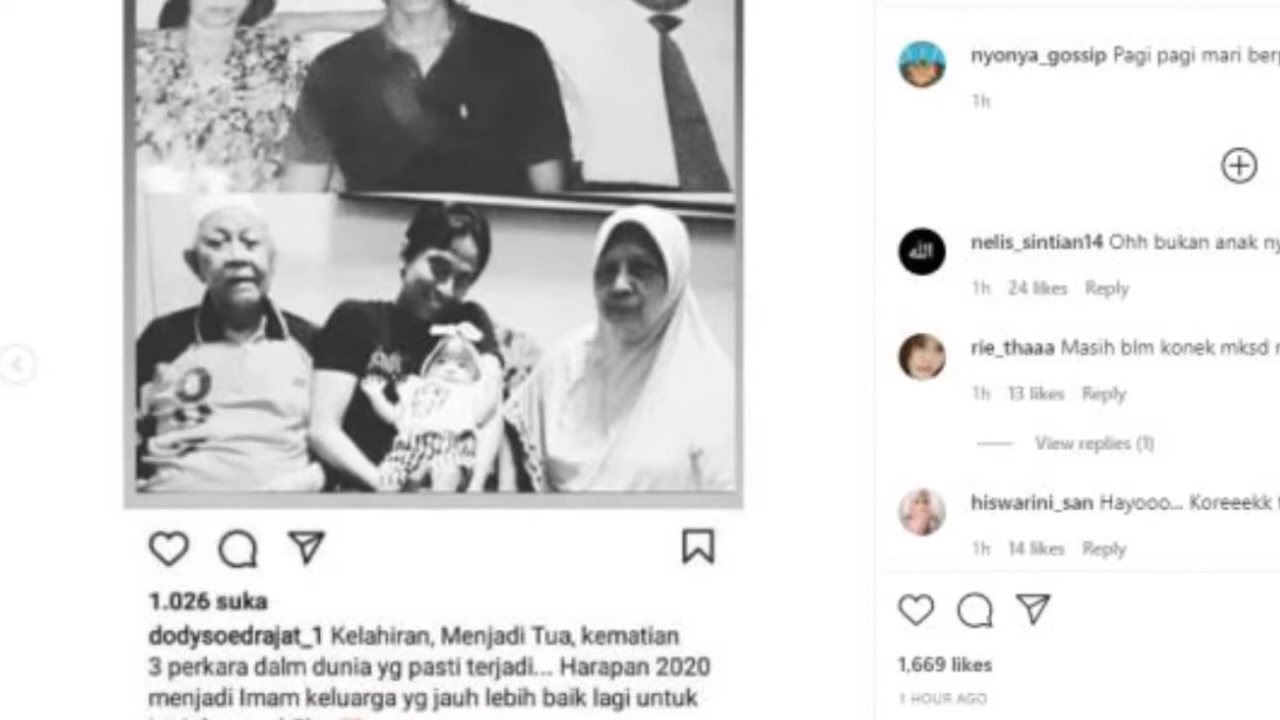 1.026 suka
dodysoedrajat_1 Kelahiran, Menjadi Tua, kematian
3 perkara dalm dunia yg pasti terjadi... Harapan 2020
menjadi Imam keluarga yg jauh lebih baik lagi untuk
nyonya_gossip Pagi pagi mari
1h
nelis_sintian14 Ohh bukan anak
1h 24 likes Reply
rie_thaaa Masih blm konek mksd
1h 13 likes Reply
View replies (1)
hiswarini_san Hayooo... Koreeekk
1h 14 likes Reply
1,669 likes
1 HOUR AGO